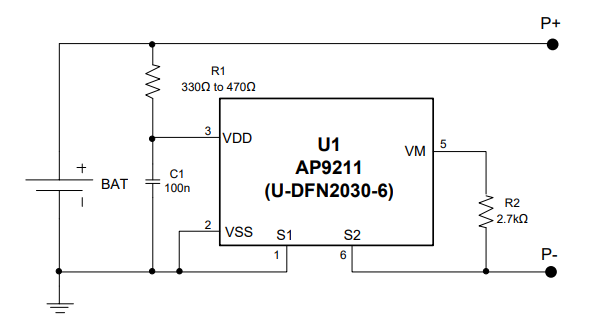 P+
R1
330Ω to 470Ω
3
VDD
U1
AP9211
(U-DFN2030-6)
VM
5
+
BAT
C1
100n
R2
2.7kΩ
2
VSS
S1
S2
1
6
P-